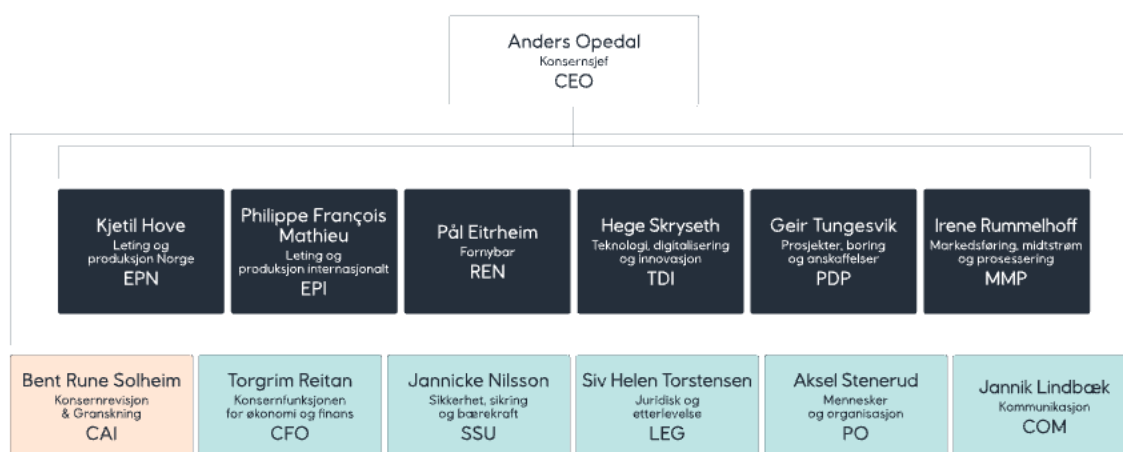 Anders Opedal
Konsernsjef
CEO
Kjetil Hove
Leting og
produksjon Norge
EPN
Philippe François
Mathieu
Leting og
produksjon internasjonalt
EPI
Pål Eitrheim
Fornybar
REN
Hege Skryseth
Teknologi, digitalisering
og innovasjon
TDI
Geir Tungesvik
Prosjekter, boring
og anskaffelser
PDP
Irene Rummelhoff
Markedsføring, midtstrøm
og prosessering
MMP
Bent Rune Solheim
Konsernrevisjon
& Granskning
CAI
Torgrim Reitan
Konsernfunksjonen
for økonomi og finans
CFO
Jannicke Nilsson
Sikkerhet, sikring
og bærekraft
SSU
Siv Helen Torstensen
Juridisk og
etterlevelse
LEG
Aksel Stenerud
Mennesker
og organisasjon
PO
Jannik Lindbæk
Kommunikasjon
COM